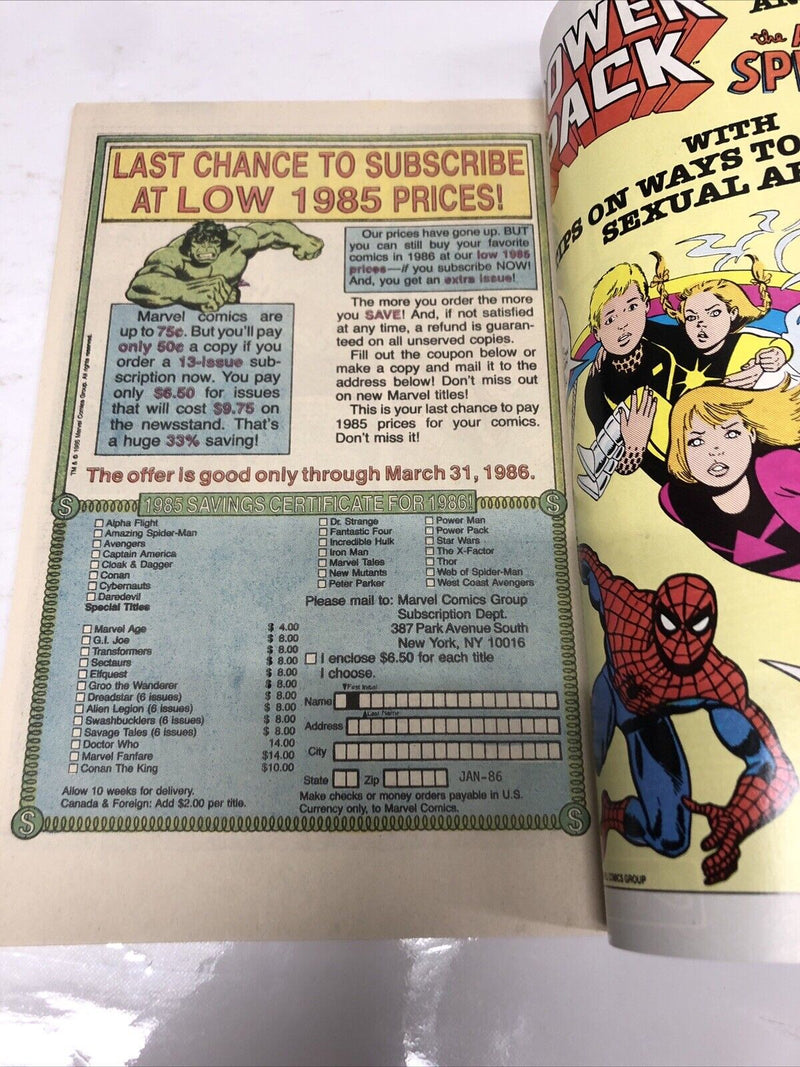 LAST CHANCE TO SUBSCRIBE
AT LOW 1985 PRICES!
Our prices have gone up. BUT
you can still buy your favorite
comics in 1986 at our low 1985
prices—if you subscribe NOW!
And, you get an extra issue!
Marvel comics are
up to 75¢. But you'll pay
only 50¢ a copy if you
order a 13-issue sub-
scription now. You pay
only $6.50 for issues
that will cost $9.75 on
the newsstand. That's
a huge 33% saving!
The more you order the more
you SAVE! And, if not satisfied
at any time, a refund is guaran-
teed on all unserved copies.
Fill out the coupon below or
make a copy and mail it to the
address below! Don't miss out
on new Marvel titles!
This is your last chance to pay
1985 prices for your comics.
Don't miss it!
TM & © 1985 Marvel Comics Group. All rights reserved.
The offer is good only through March 31, 1986.
1985 SAVINGS CERTIFICATE FOR 1986!
Alpha Flight
Amazing Spider-Man
Avengers
Captain America
Cloak & Dagger
Conan
Cybernauts
Daredevil
Dr. Strange
Fantastic Four
Incredible Hulk
Iron Man
Marvel Tales
New Mutants
Peter Parker
Power Man
Power Pack
Star Wars
The X-Factor
Thor
Web of Spider-Man
West Coast Avengers
Special Titles
Marvel Age $ 4.00
G.I. Joe $ 8.00
Transformers $ 8.00
Sectaurs $ 8.00
Elfquest $ 8.00
Groo the Wanderer $ 8.00
Dreadstar (6 issues) $ 8.00
Alien Legion (6 issues) $ 8.00
Swashbucklers (6 issues) $ 8.00
Savage Tales (6 issues) $ 8.00
Doctor Who 14.00
Marvel Fanfare $14.00
Conan The King $10.00
Allow 10 weeks for delivery.
Canada & Foreign: Add $2.00 per title.
Please mail to: Marvel Comics Group
Subscription Dept.
387 Park Avenue South
New York, NY 10016
I enclose $6.50 for each title
I choose.
First Initial
Name
Last Name
Address
City
State Zip JAN-86
Make checks or money orders payable in U.S.
Currency only, to Marvel Comics.
PACK
the
WITH
ON WAYS TO
SEXUAL
COMICS GROUP